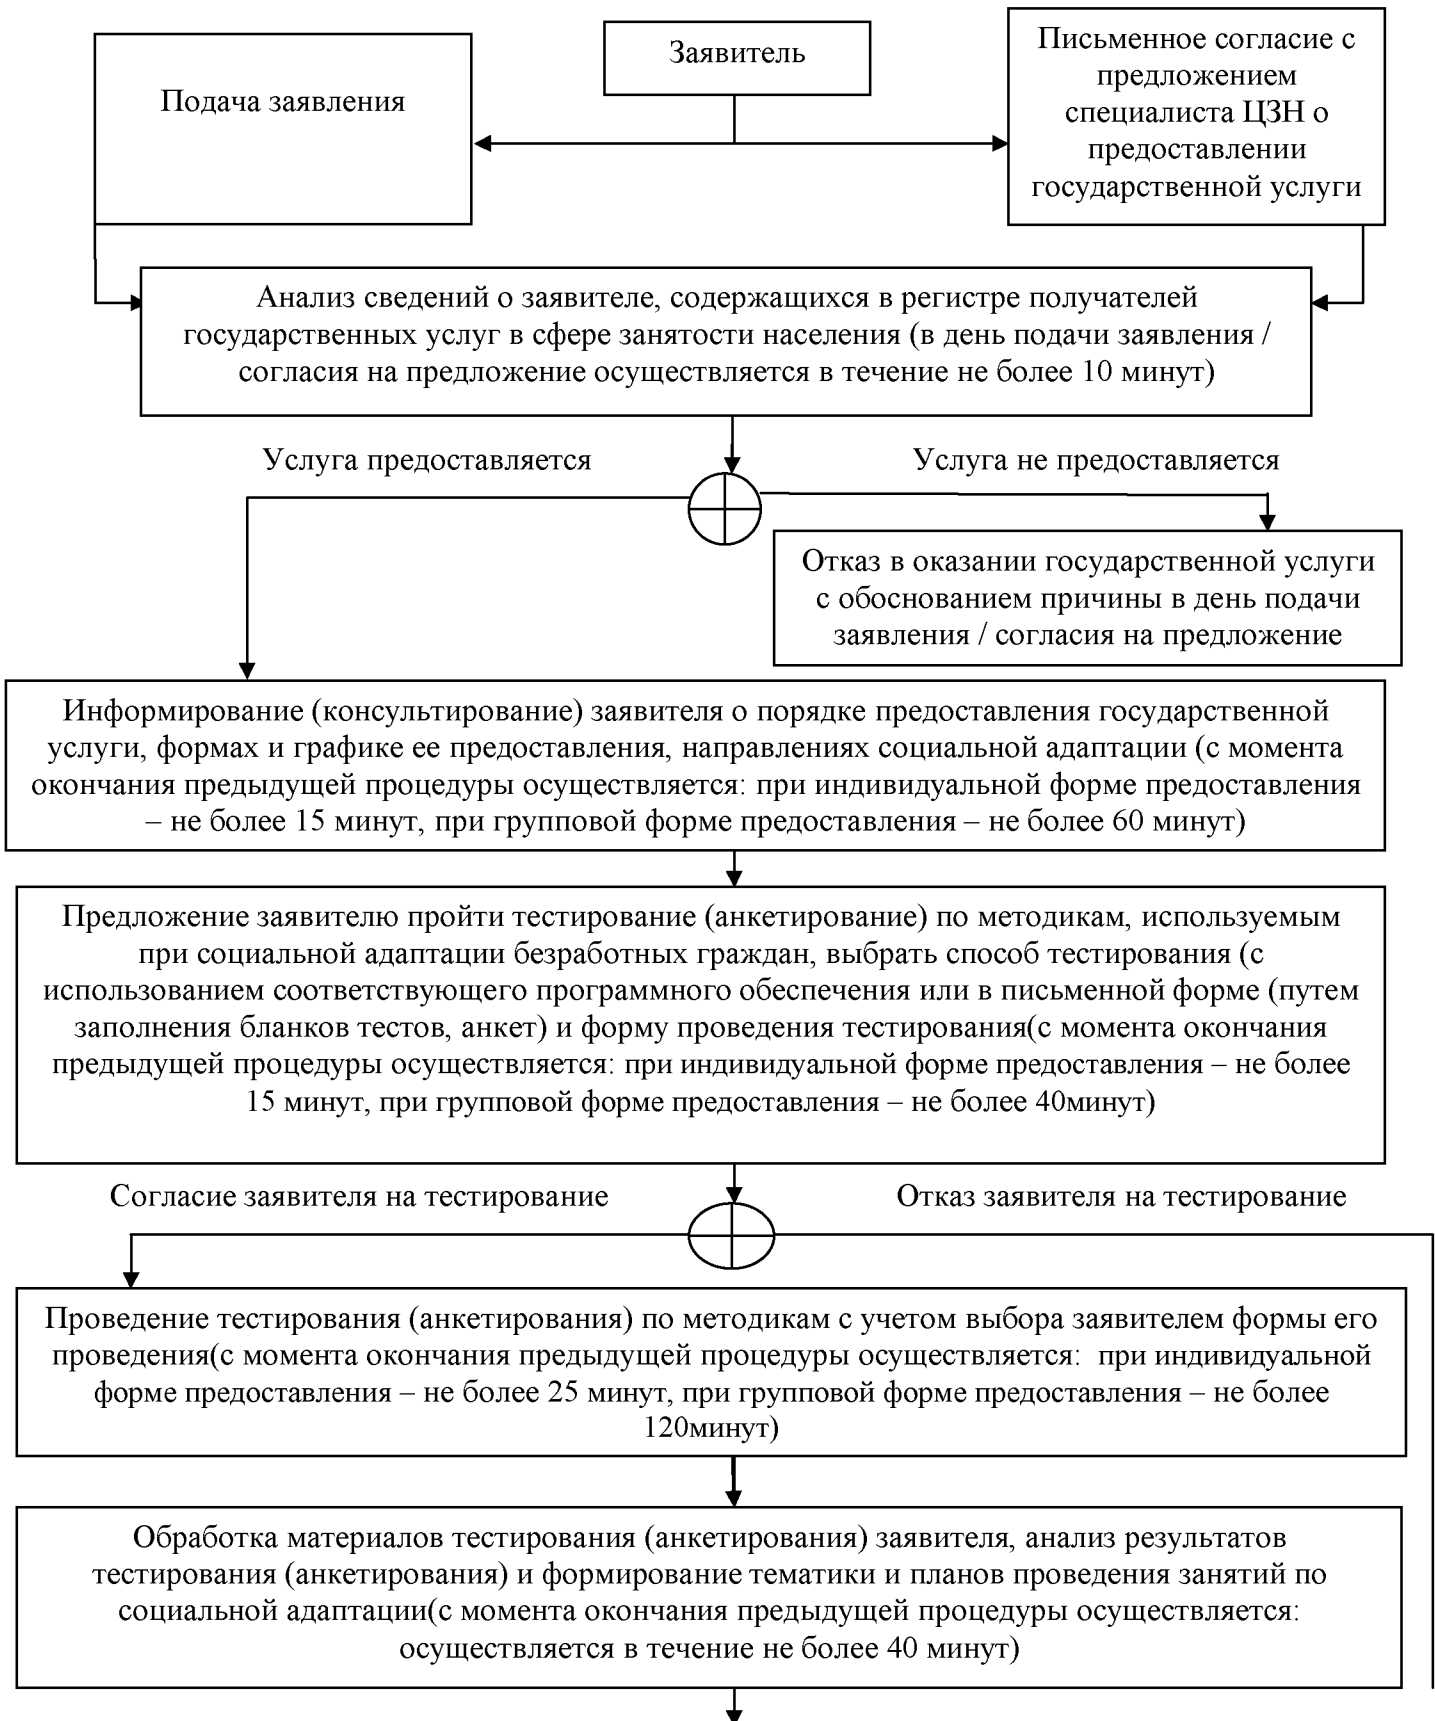 Заявитель
Подача заявления
Письменное согласие с
предложением
специалиста ЦЗН о
предоставлении
государственной услуги
Анализ сведений о заявителе, содержащихся в регистре получателей
государственных услуг в сфере занятости населения (в день подачи заявления /
согласия на предложение осуществляется в течение не более 10 минут)
Услуга предоставляется
Услуга не предоставляется
Отказ в оказании государственной услуги
с обоснованием причины в день подачи
заявления / согласия на предложение
Информирование (консультирование) заявителя о порядке предоставления государственной
услуги, формах и графике ее предоставления, направлениях социальной адаптации (с момента
окончания предыдущей процедуры осуществляется: при индивидуальной форме предоставления
– не более 15 минут, при групповой форме предоставления – не более 60 минут)
Предложение заявителю пройти тестирование (анкетирование) по методикам, используемым
при социальной адаптации безработных граждан, выбрать способ тестирования (с
использованием соответствующего программного обеспечения или в письменной форме (путем
заполнения бланков тестов, анкет) и форму проведения тестирования(с момента окончания
предыдущей процедуры осуществляется: при индивидуальной форме предоставления – не более
15 минут, при групповой форме предоставления – не более 40минут)
Согласие заявителя на тестирование
Отказ заявителя на тестирование
Проведение тестирования (анкетирования) по методикам с учетом выбора заявителем формы его
проведения(с момента окончания предыдущей процедуры осуществляется:  при индивидуальной
форме предоставления – не более 25 минут, при групповой форме предоставления – не более
120минут)
Обработка материалов тестирования (анкетирования) заявителя, анализ результатов
тестирования (анкетирования) и формирование тематики и планов проведения занятий по
социальной адаптации(с момента окончания предыдущей процедуры осуществляется:
осуществляется в течение не более 40 минут)